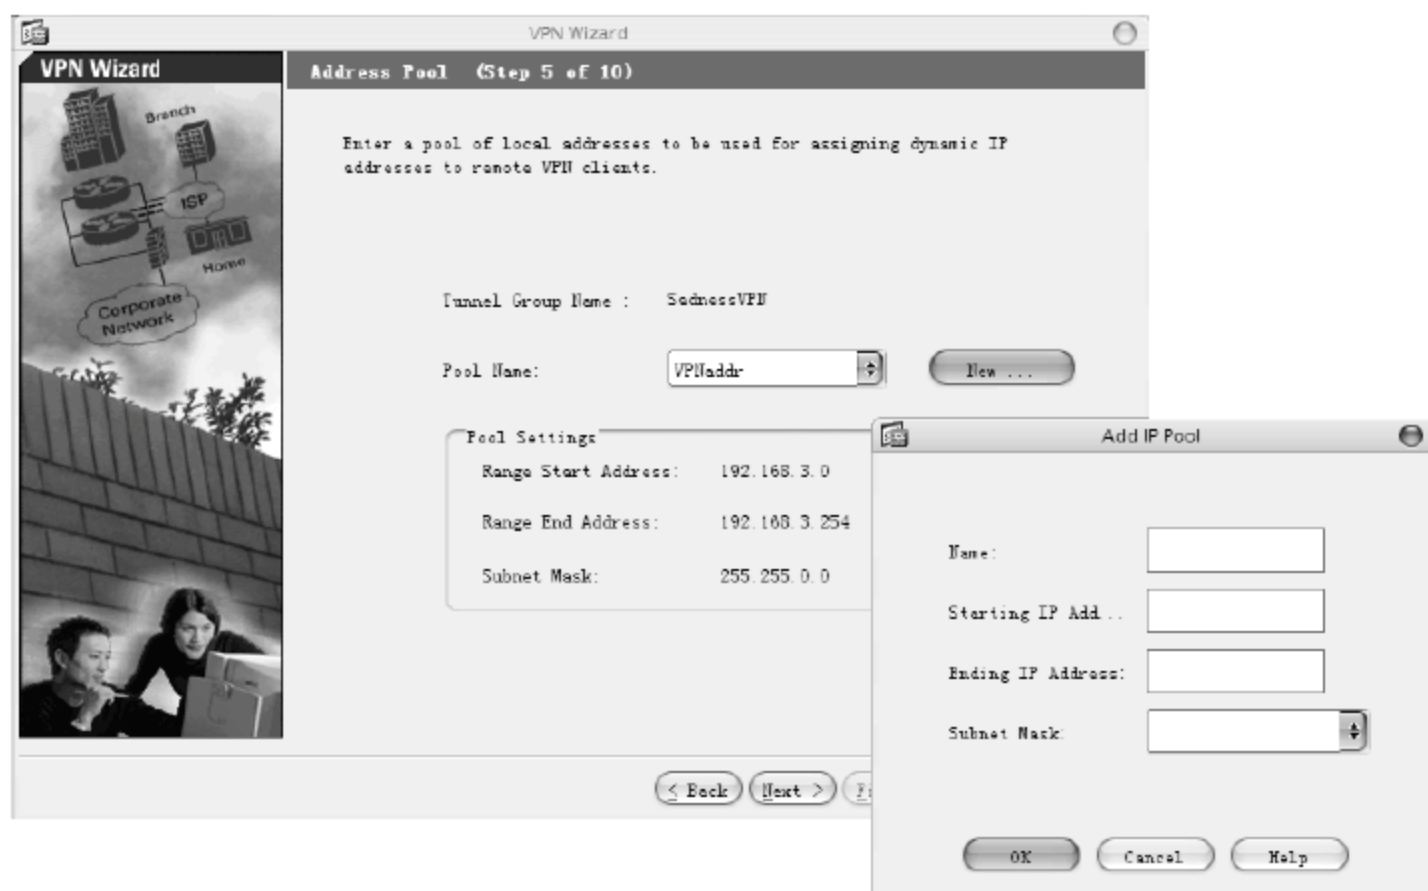 VPN Wizard
VPN Wizard
Address Pool (Step 5 of 10)
Branch
ISP
Home
Corporate
Network
Enter a pool of local addresses to be used for assigning dynamic IP
addresses to remote VPN clients.
Tunnel Group Name : SadnessVPN
Pool Name: VPNaddr New ...
Pool Settings
Range Start Address: 192.168.3.0
Range End Address: 192.168.3.254
Subnet Mask: 255.255.0.0
< Back Next >
Add IP Pool
Name:
Starting IP Add...
Ending IP Address:
Subnet Mask:
OK Cancel Help